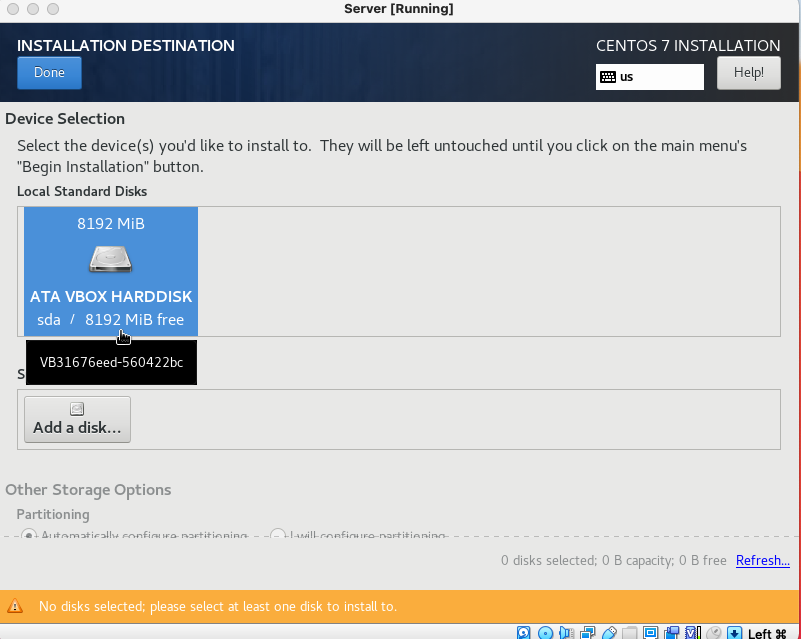 Server [Running]
INSTALLATION DESTINATION
CENTOS 7 INSTALLATION
Done
us
Help!
Device Selection
Select the device(s) you'd like to install to.  They will be left untouched until you click on the main menu's
"Begin Installation" button.
Local Standard Disks
8192 MiB
ATA VBOX HARDDISK
sda / 8192 MiB free
VB31676eed-560422bc
S
Add a disk...
Other Storage Options
Partitioning
Automatically configure partitioning.
I will configure partitioning.
0 disks selected; 0 B capacity; 0 B free Refresh...
No disks selected; please select at least one disk to install to.
Left ⌘